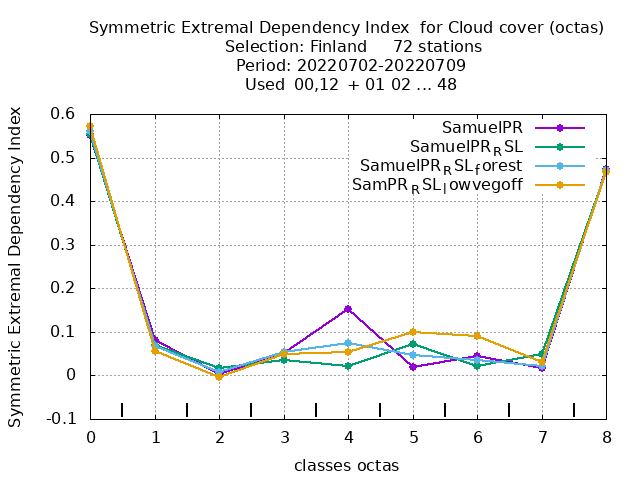 Symmetric Extremal Dependency Index for Cloud cover (octas)
Selection: Finland 72 stations
Period: 20220702-20220709
Used 00,12 + 01 02 ... 48
Symmetric Extremal Dependency Index
0.6
0.5
0.4
0.3
0.2
0.1
0
-0.1
SamuelPR
SamuelPR_RSL
SamuelPR_RSL_forest
SamPR_RSL_lowvegoff
0 1 2 3 4 5 6 7 8
classes octas